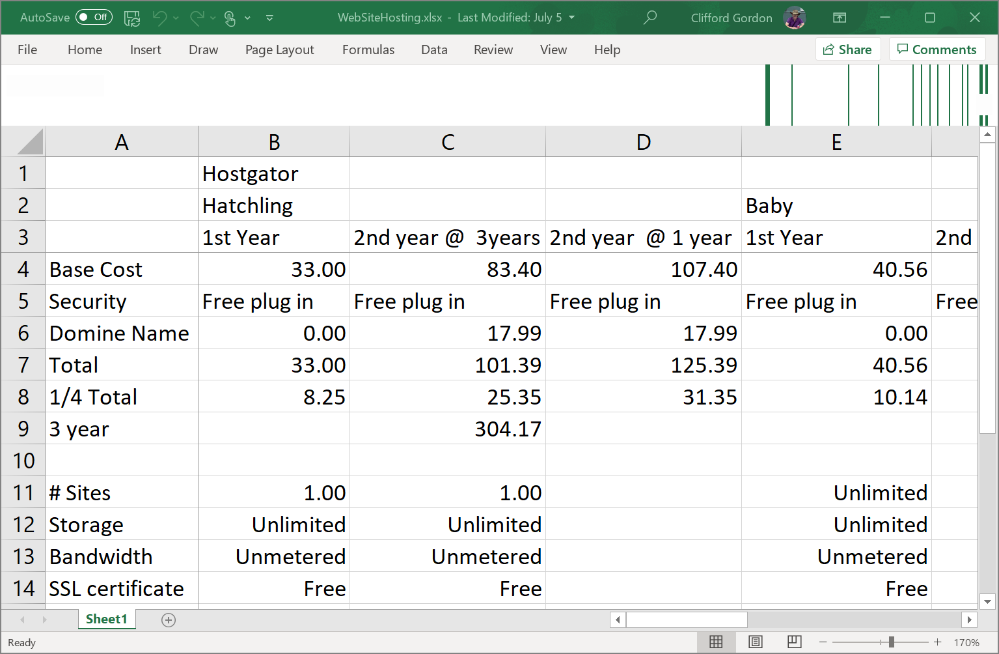 AutoSave Off WebSiteHosting.xlsx - Last Modified: July 5 Clifford Gordon
File Home Insert Draw Page Layout Formulas Data Review View Help Share Comments
A B C D E
1 Hostgator
2 Hatchling Baby
3 1st Year 2nd year @ 3years 2nd year @ 1 year 1st Year 2nd
4 Base Cost 33.00 83.40 107.40 40.56
5 Security Free plug in Free plug in Free plug in Free plug in Free
6 Domine Name 0.00 17.99 17.99 0.00
7 Total 33.00 101.39 125.39 40.56
8 1/4 Total 8.25 25.35 31.35 10.14
9 3 year 304.17
10
11 # Sites 1.00 1.00 Unlimited
12 Storage Unlimited Unlimited Unlimited
13 Bandwidth Unmetered Unmetered Unmetered
14 SSL certificate Free Free Free
Sheet1
Ready 170%